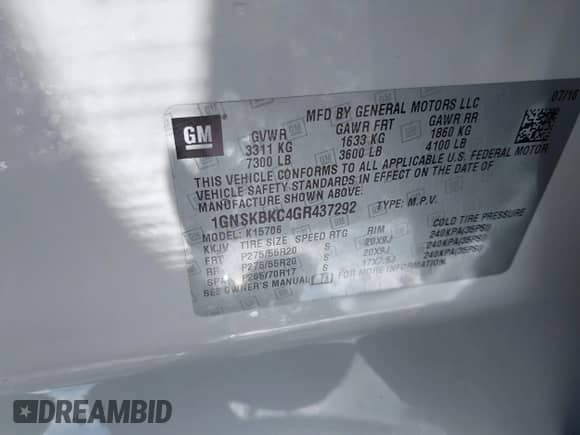 MFD BY GENERAL MOTORS LLC 07/16
GM
GVWR GAWR FRT GAWR RR
3311 KG 1633 KG 1860 KG
7300 LB 3600 LB 4100 LB
THIS VEHICLE CONFORMS TO ALL APPLICABLE U.S. FEDERAL MOTOR
VEHICLE SAFETY STANDARDS IN EFFECT ON THE DATE OF
MANUFACTURE SHOWN ABOVE.
1GNSKBKC4GR437292 TYPE: M.P.V.
MODEL: K15706
KKJV TIRE SIZE SPEED RTG RIM COLD TIRE PRESSURE
FRT P275/55R20 S 20X9J 240KPA(35PSI)
RR P275/55R20 S 20X9J 240KPA(35PSI)
SPA P265/70R17 S 17X7.5J 240KPA(35PSI)
SEE OWNER'S MANUAL FOR MORE INFORMATION
DREAMBID